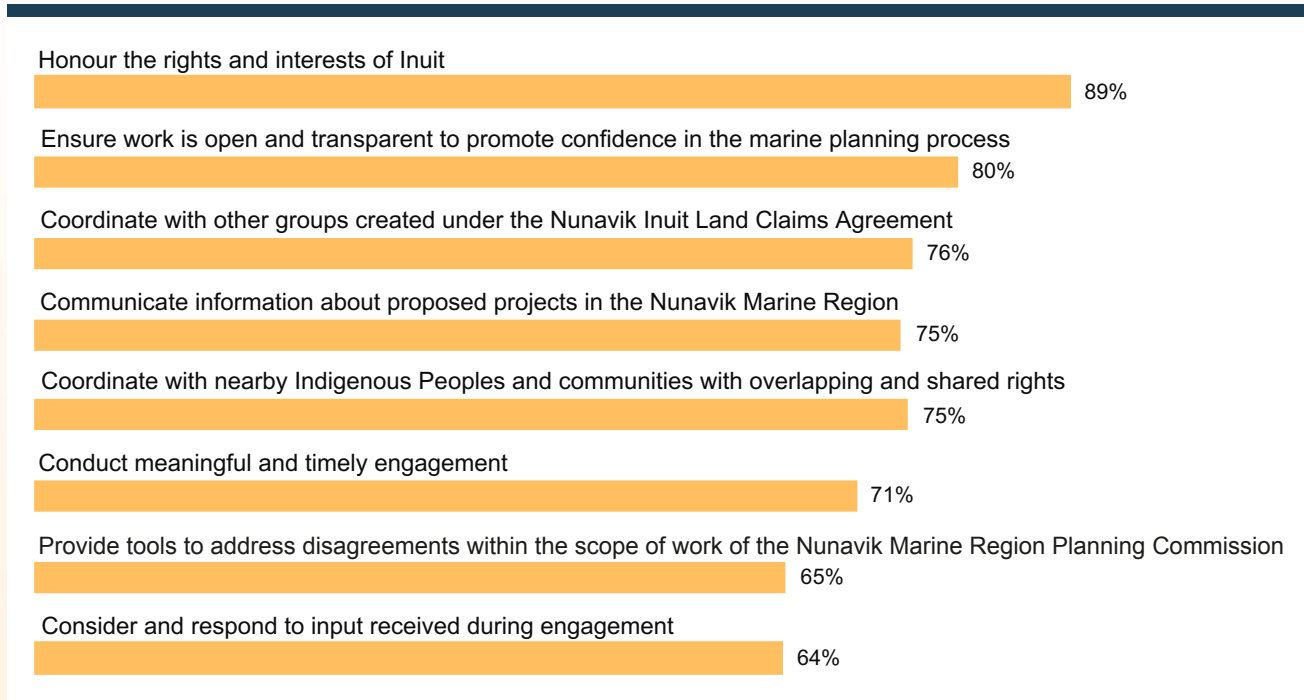 Honour the rights and interests of Inuit
89%
Ensure work is open and transparent to promote confidence in the marine planning process
80%
Coordinate with other groups created under the Nunavik Inuit Land Claims Agreement
76%
Communicate information about proposed projects in the Nunavik Marine Region
75%
Coordinate with nearby Indigenous Peoples and communities with overlapping and shared rights
75%
Conduct meaningful and timely engagement
71%
Provide tools to address disagreements within the scope of work of the Nunavik Marine Region Planning Commission
65%
Consider and respond to input received during engagement
64%